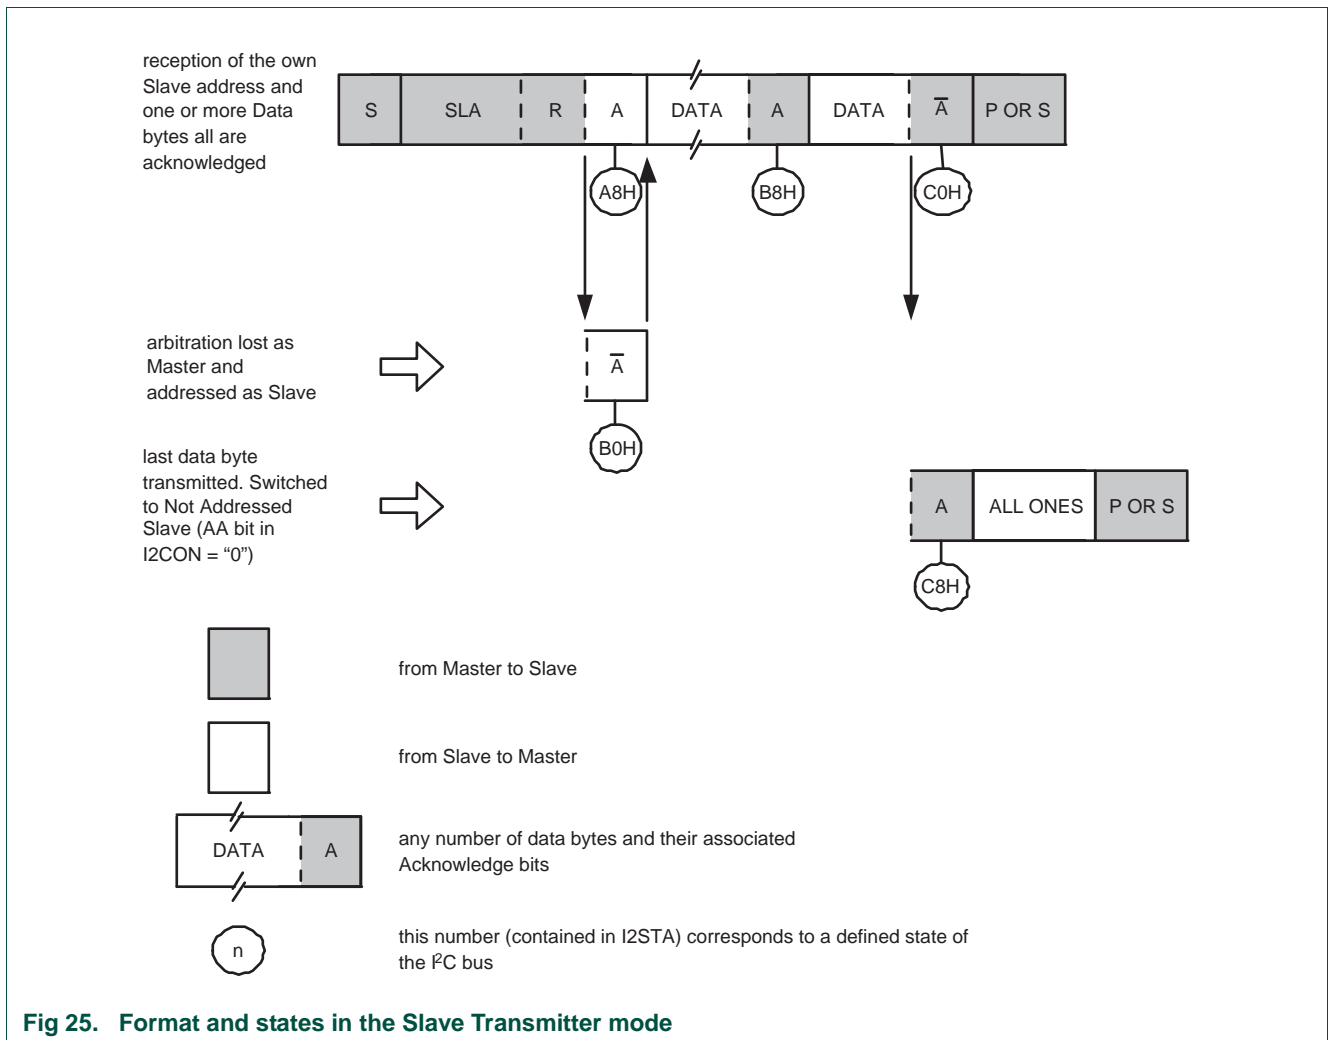 reception of the own
Slave address and
one or more Data
bytes all are
acknowledged
S SLA R A DATA A DATA A̅ P OR S
A8H B8H C0H
arbitration lost as
Master and
addressed as Slave
A̅
B0H
last data byte
transmitted. Switched
to Not Addressed
Slave (AA bit in
I2CON = “0”)
A ALL ONES P OR S
C8H
from Master to Slave
from Slave to Master
DATA A
any number of data bytes and their associated
Acknowledge bits
n
this number (contained in I2STA) corresponds to a defined state of
the I²C bus
Fig 25. Format and states in the Slave Transmitter mode